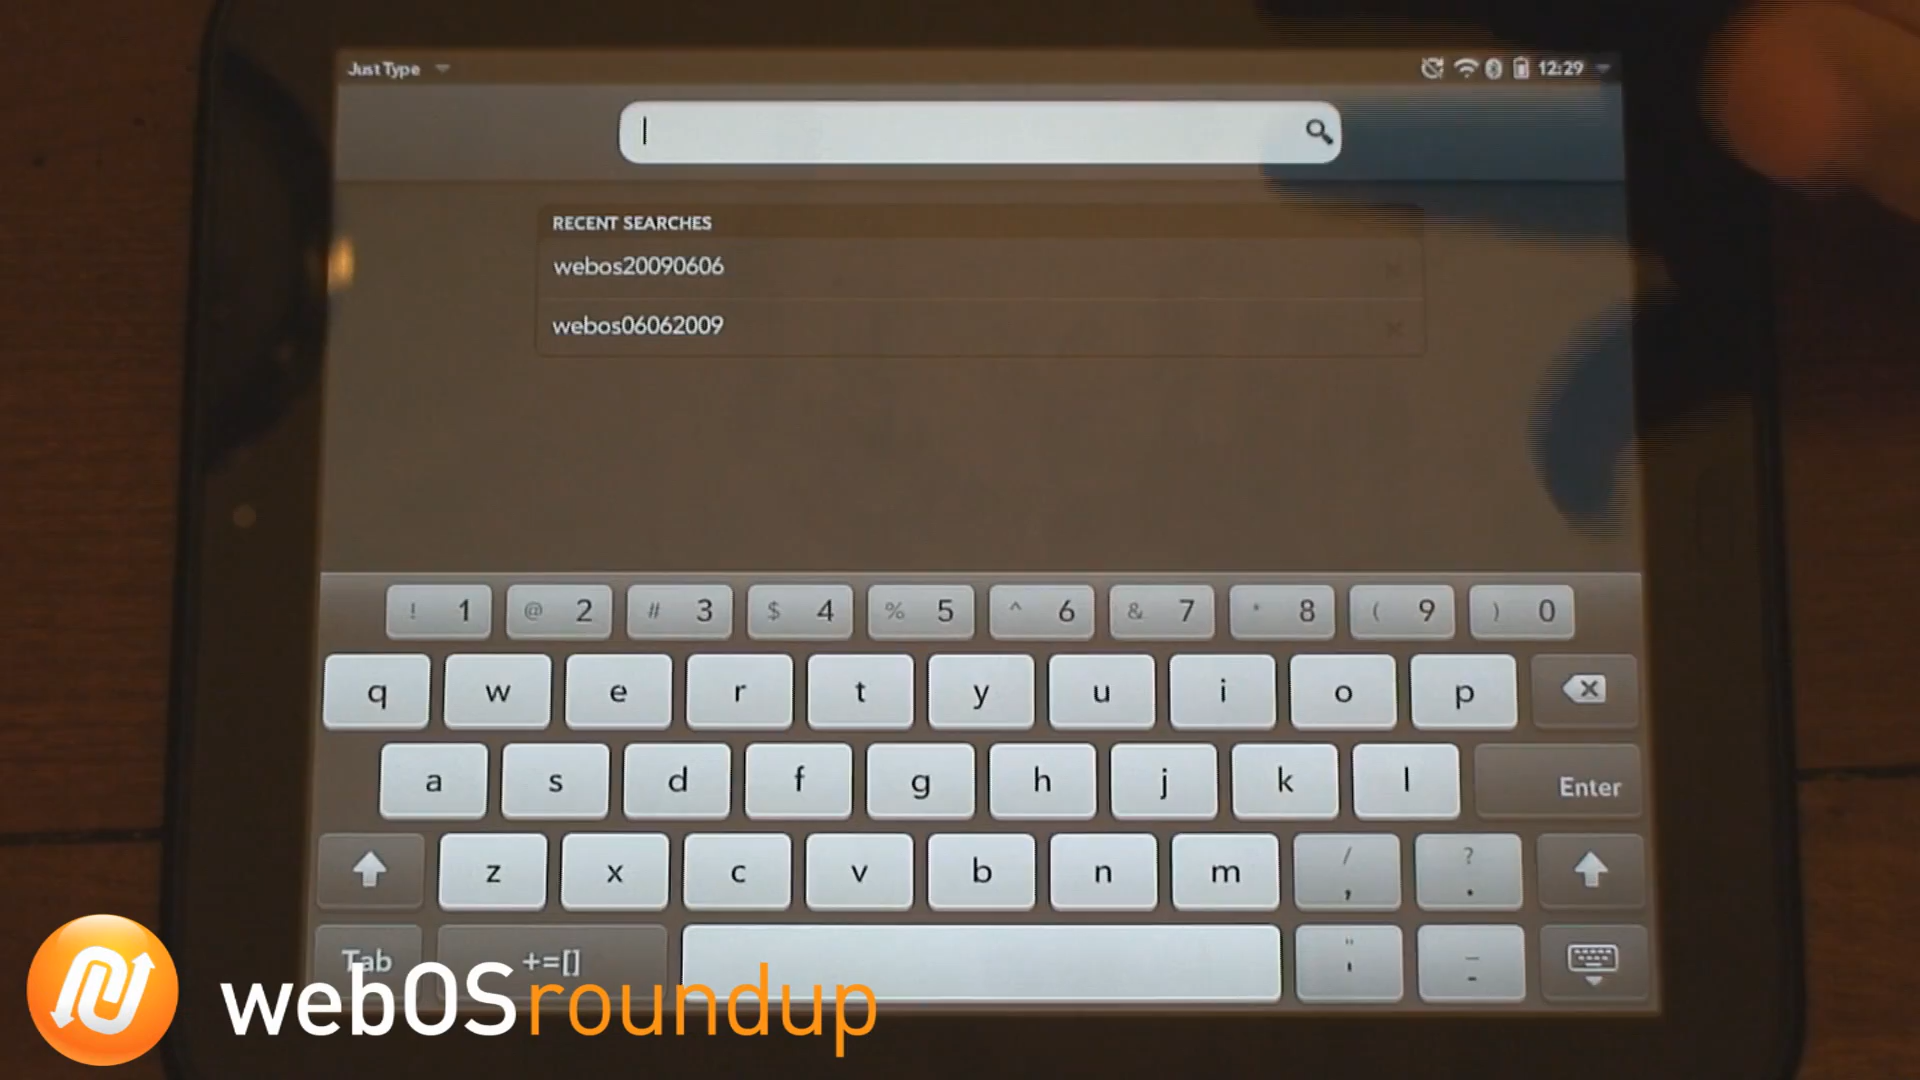 Just Type 12:29
RECENT SEARCHES
webos20090606
webos06062009
! 1 @ 2 # 3 $ 4 % 5 ^ 6 & 7 * 8 ( 9 ) 0
q w e r t y u i o p
a s d f g h j k l Enter
z x c v b n m / , ? .
Tab +=[] " ' _ -
webOSroundup